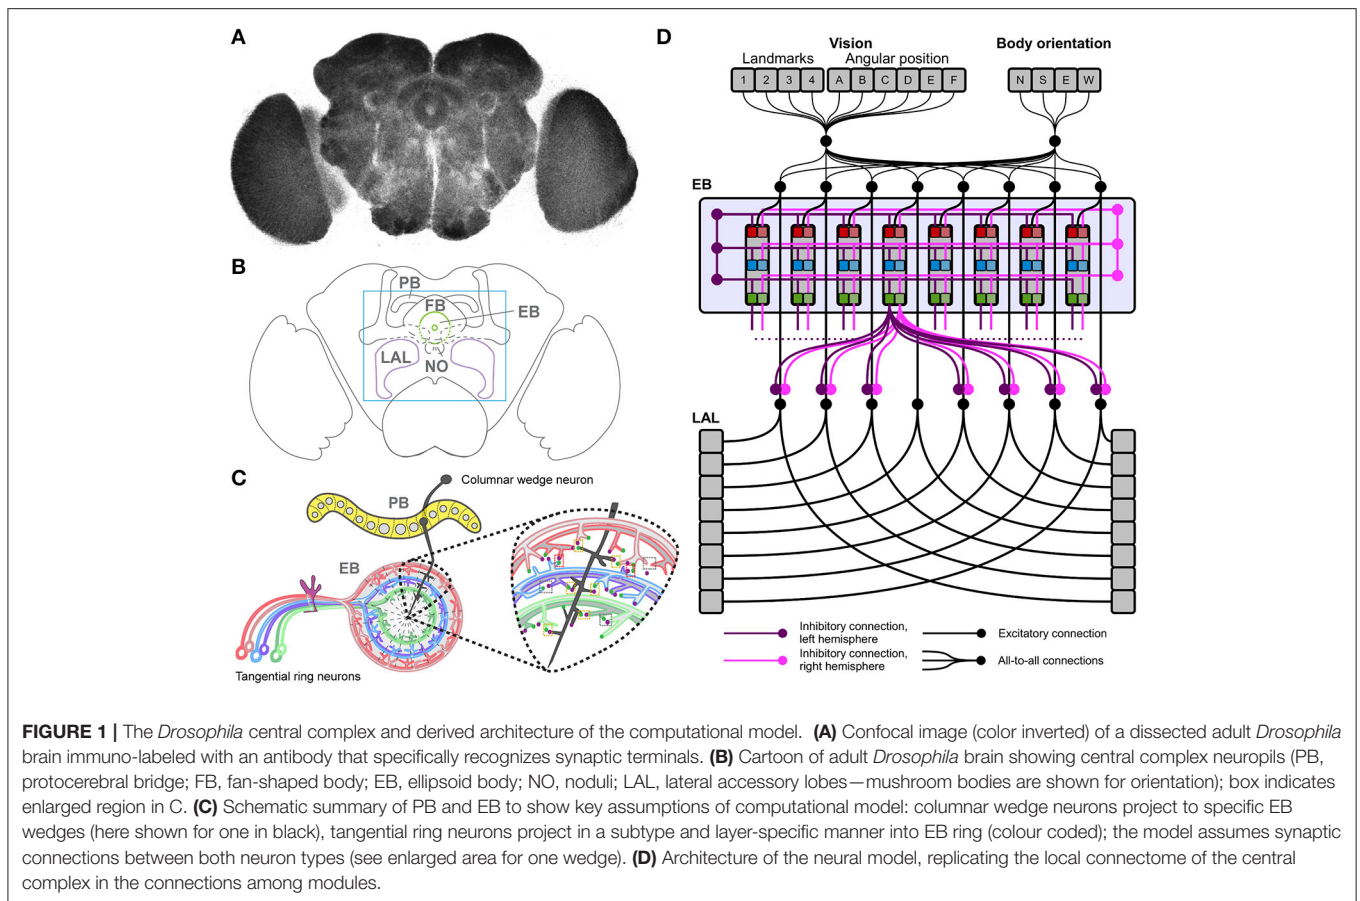 A
B
PB
FB
EB
LAL
NO
C
Columnar wedge neuron
PB
EB
Tangential ring neurons
D
Vision
Body orientation
Landmarks
Angular position
1 2 3 4 A B C D E F
N S E W
EB
LAL
Inhibitory connection,
left hemisphere
Excitatory connection
Inhibitory connection,
right hemisphere
All-to-all connections
FIGURE 1 | The Drosophila central complex and derived architecture of the computational model. (A) Confocal image (color inverted) of a dissected adult Drosophila
brain immuno-labeled with an antibody that specifically recognizes synaptic terminals. (B) Cartoon of adult Drosophila brain showing central complex neuropils (PB,
protocerebral bridge; FB, fan-shaped body; EB, ellipsoid body; NO, noduli; LAL, lateral accessory lobes—mushroom bodies are shown for orientation); box indicates
enlarged region in C. (C) Schematic summary of PB and EB to show key assumptions of computational model: columnar wedge neurons project to specific EB
wedges (here shown for one in black), tangential ring neurons project in a subtype and layer-specific manner into EB ring (colour coded); the model assumes synaptic
connections between both neuron types (see enlarged area for one wedge). (D) Architecture of the neural model, replicating the local connectome of the central
complex in the connections among modules.